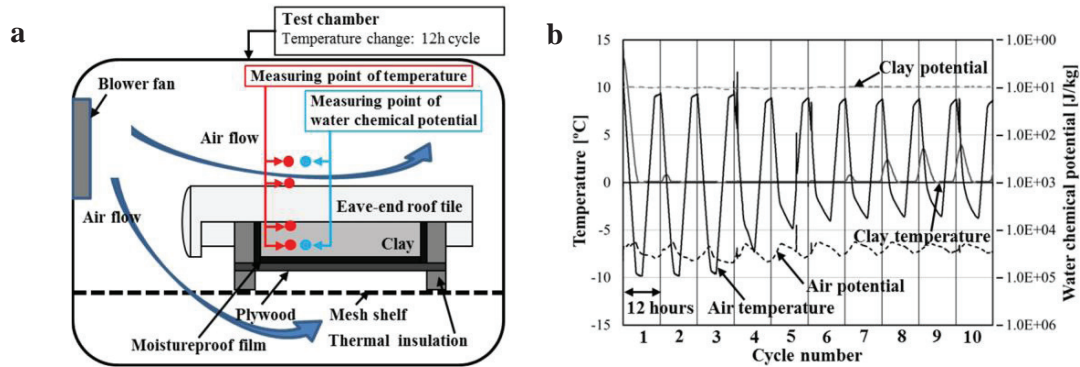 a
Test chamber
Temperature change: 12h cycle
Measuring point of temperature
Blower fan
Measuring point of
water chemical potential
Air flow
Air flow
Eave-end roof tile
Clay
Plywood
Mesh shelf
Moistureproof film
Thermal insulation
b
15
10
5
0
-5
-10
-15
Temperature [°C]
Clay potential
Clay temperature
Air potential
Air temperature
12 hours
1 2 3 4 5 6 7 8 9 10
Cycle number
1.0E+00
1.0E+01
1.0E+02
1.0E+03
1.0E+04
1.0E+05
1.0E+06
Water chemical potential [J/kg]